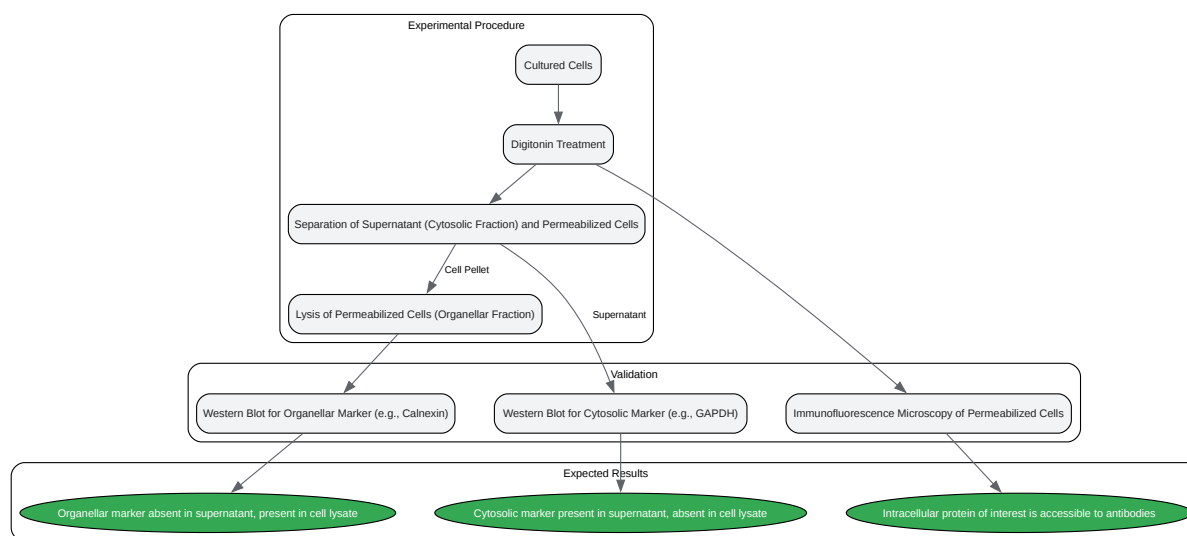 Experimental Procedure
Cultured Cells
Digitonin Treatment
Separation of Supernatant (Cytosolic Fraction) and Permeabilized Cells
Cell Pellet
Lysis of Permeabilized Cells (Organellar Fraction)
Supernatant
Validation
Western Blot for Organellar Marker (e.g., Calnexin)
Western Blot for Cytosolic Marker (e.g., GAPDH)
Immunofluorescence Microscopy of Permeabilized Cells
Expected Results
Organellar marker absent in supernatant, present in cell lysate
Cytosolic marker present in supernatant, absent in cell lysate
Intracellular protein of interest is accessible to antibodies